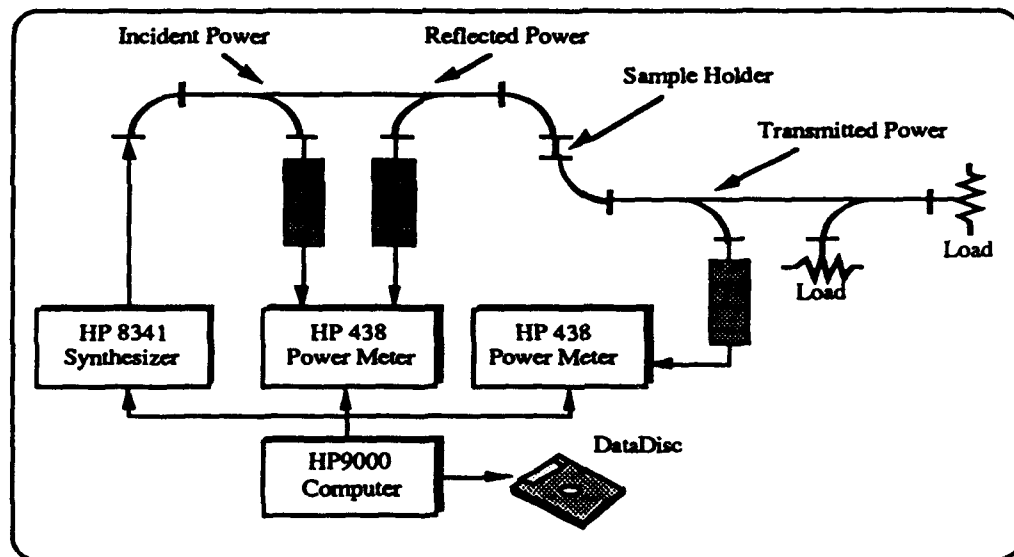 Incident Power
Reflected Power
Sample Holder
Transmitted Power
Load
Load
HP 8341
Synthesizer
HP 438
Power Meter
HP 438
Power Meter
HP9000
Computer
DataDisc